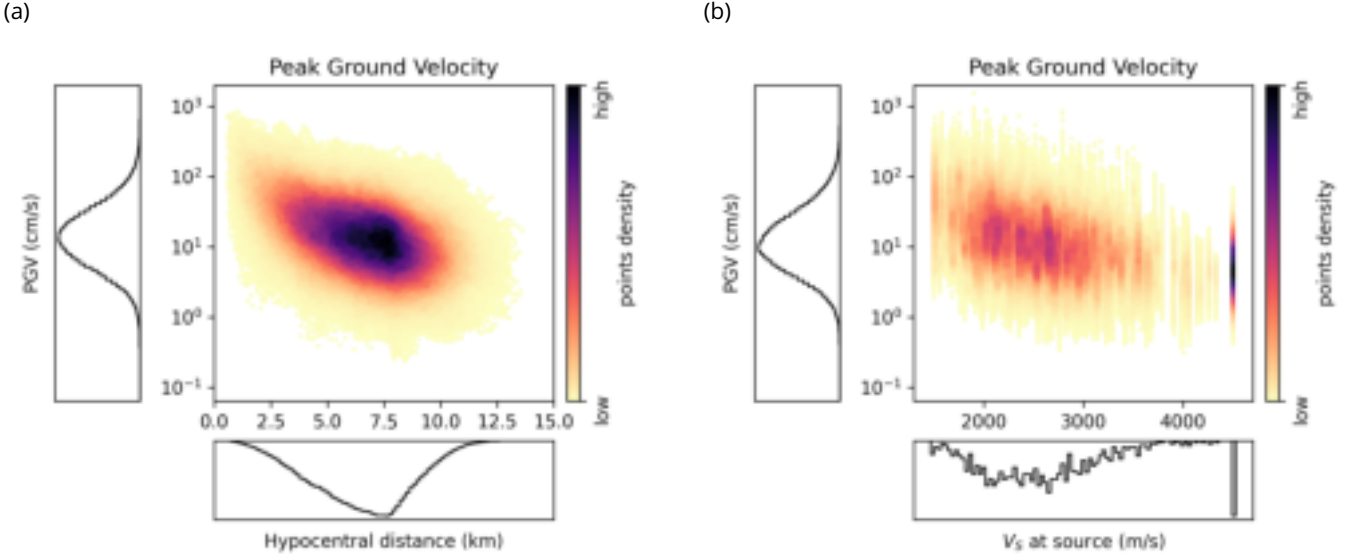 (a)
Peak Ground Velocity
PGV (cm/s)
10³
10²
10¹
10⁰
10⁻¹
0.0 2.5 5.0 7.5 10.0 12.5 15.0
Hypocentral distance (km)
high
points density
low
(b)
Peak Ground Velocity
PGV (cm/s)
10³
10²
10¹
10⁰
10⁻¹
2000 3000 4000
V_S at source (m/s)
high
points density
low